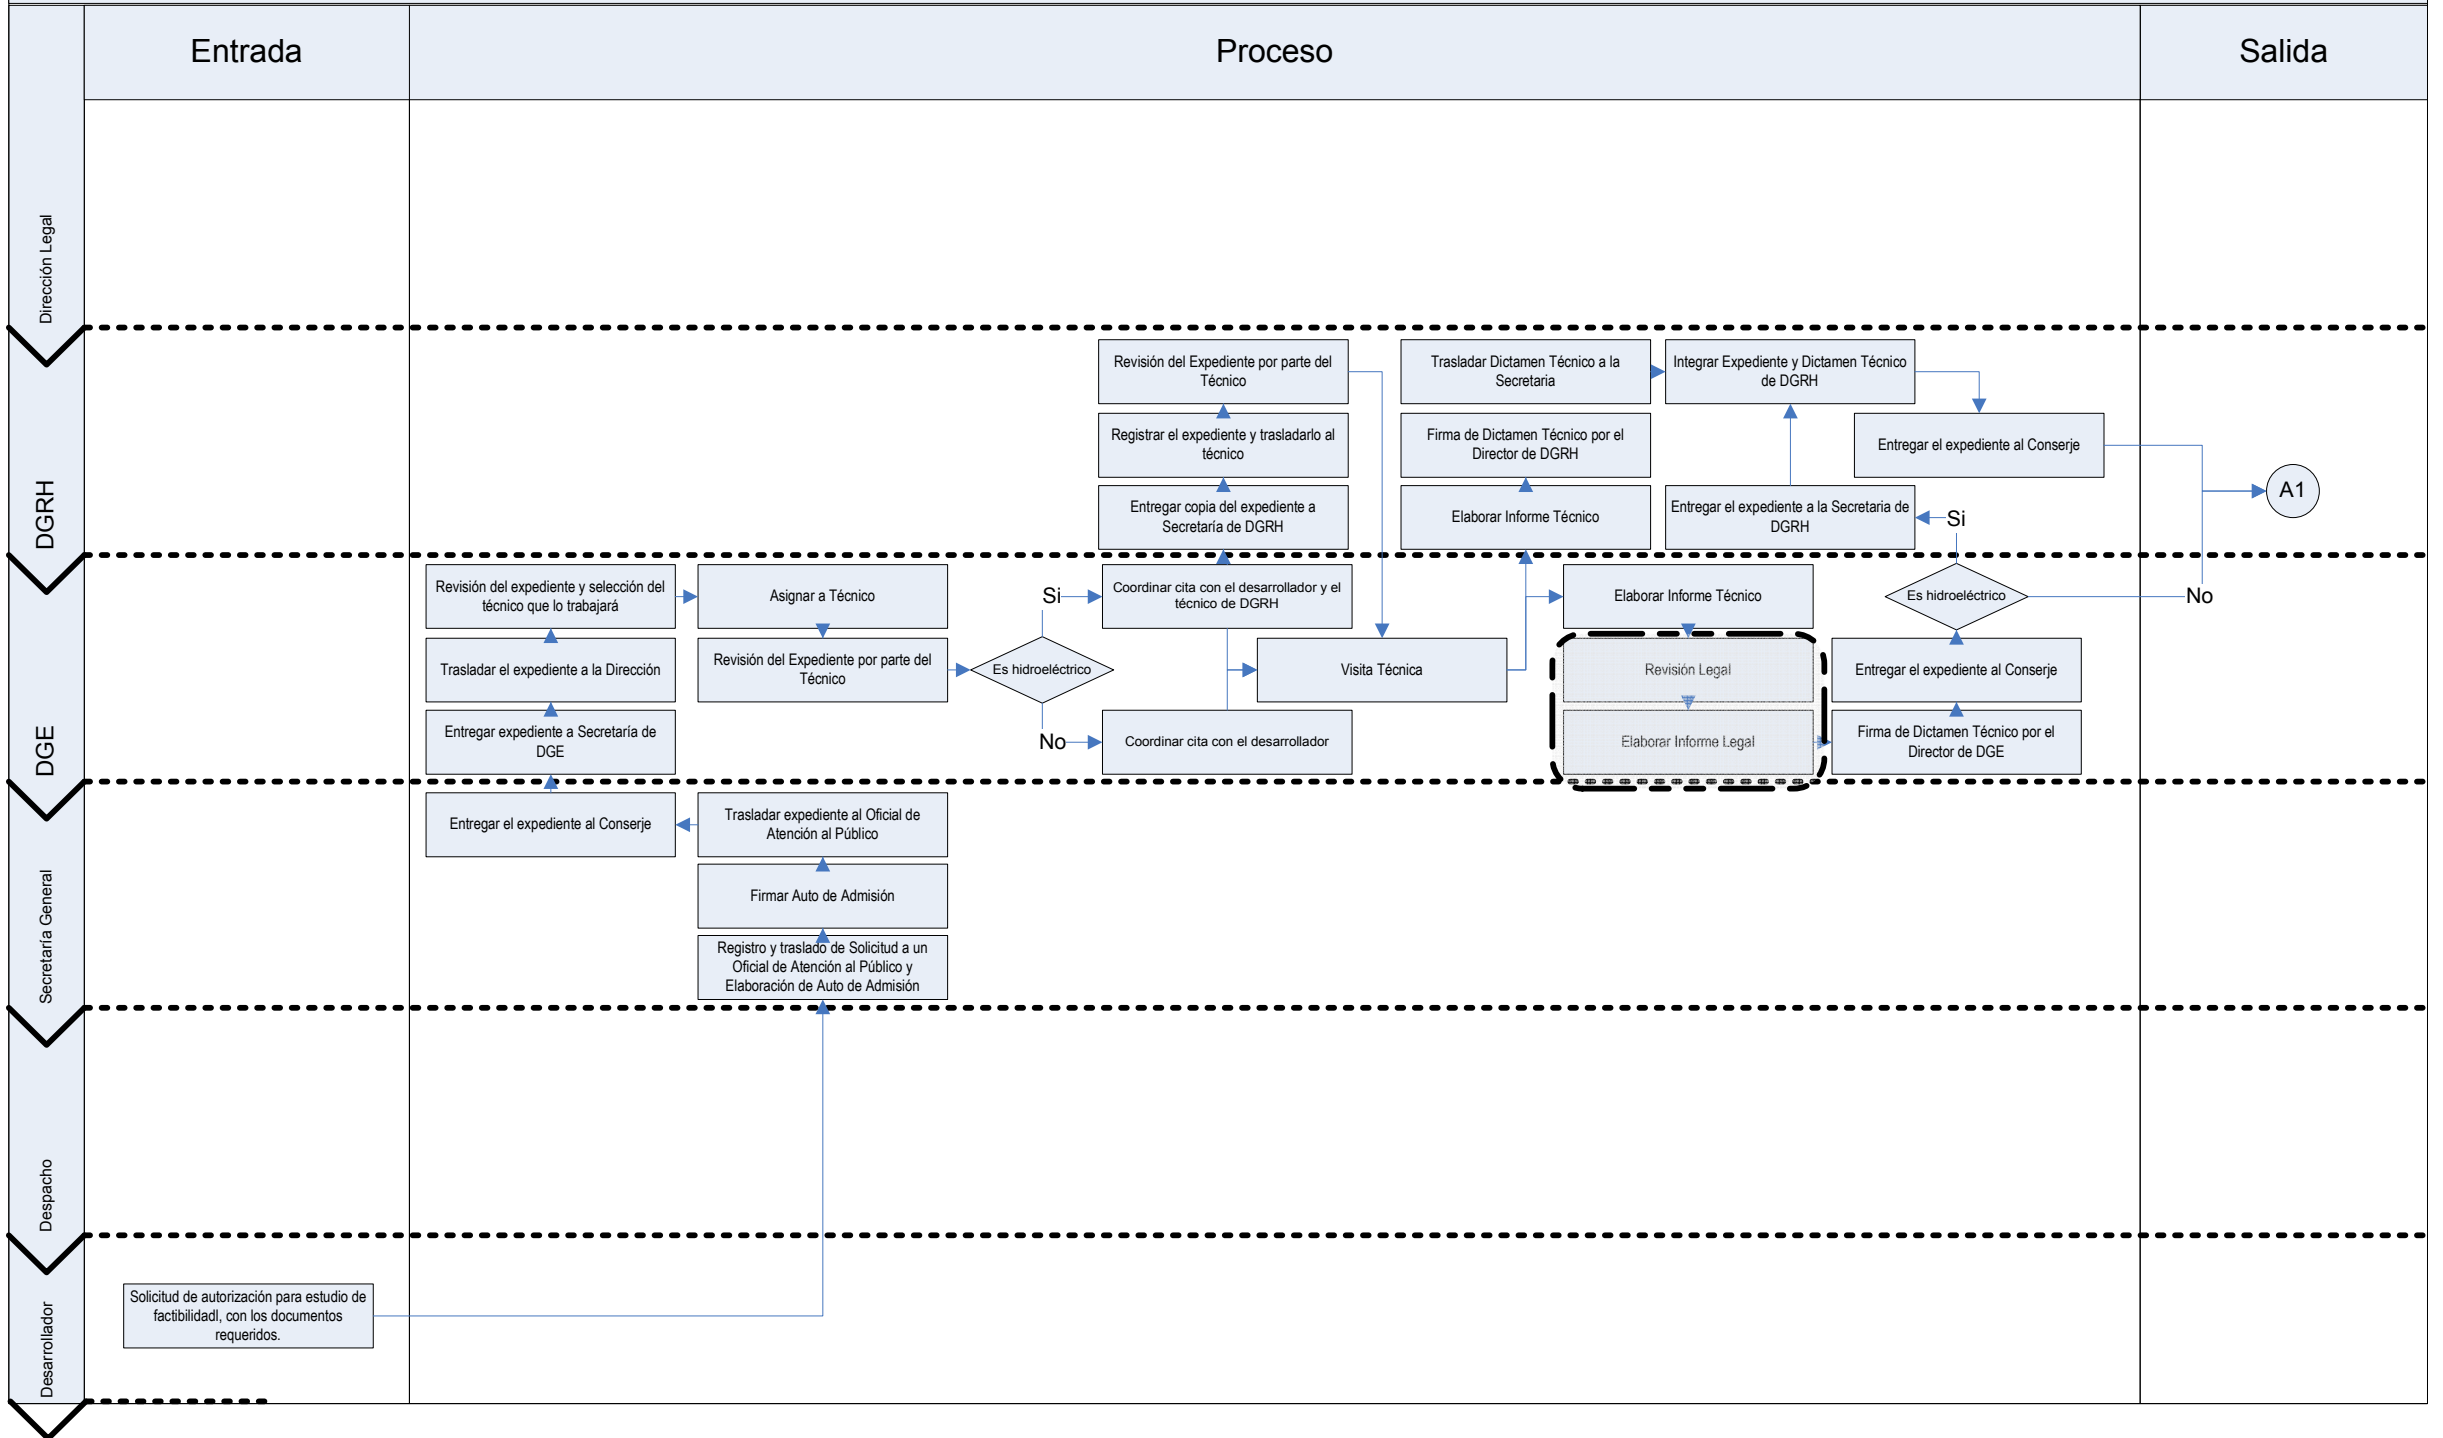 Entrada
Proceso
Salida
Dirección Legal
DGRH
Revisión del Expediente por parte del
Técnico
Registrar el expediente y trasladarlo al
técnico
Entregar copia del expediente a
Secretaría de DGRH
Trasladar Dictamen Técnico a la
Secretaria
Firma de Dictamen Técnico por el
Director de DGRH
Elaborar Informe Técnico
Integrar Expediente y Dictamen Técnico
de DGRH
Entregar el expediente al Conserje
Entregar el expediente a la Secretaria de
DGRH
Si
A1
DGE
Revisión del expediente y selección del
técnico que lo trabajará
Trasladar el expediente a la Dirección
Entregar expediente a Secretaría de
DGE
Asignar a Técnico
Revisión del Expediente por parte del
Técnico
Es hidroeléctrico
Si
No
Coordinar cita con el desarrollador y el
técnico de DGRH
Visita Técnica
Coordinar cita con el desarrollador
Elaborar Informe Técnico
Revisión Legal
Elaborar Informe Legal
Es hidroeléctrico
No
Entregar el expediente al Conserje
Firma de Dictamen Técnico por el
Director de DGE
Secretaría General
Entregar el expediente al Conserje
Trasladar expediente al Oficial de
Atención al Público
Firmar Auto de Admisión
Registro y traslado de Solicitud a un
Oficial de Atención al Público y
Elaboración de Auto de Admisión
Despacho
Desarrollador
Solicitud de autorización para estudio de
factibilidadl, con los documentos
requeridos.